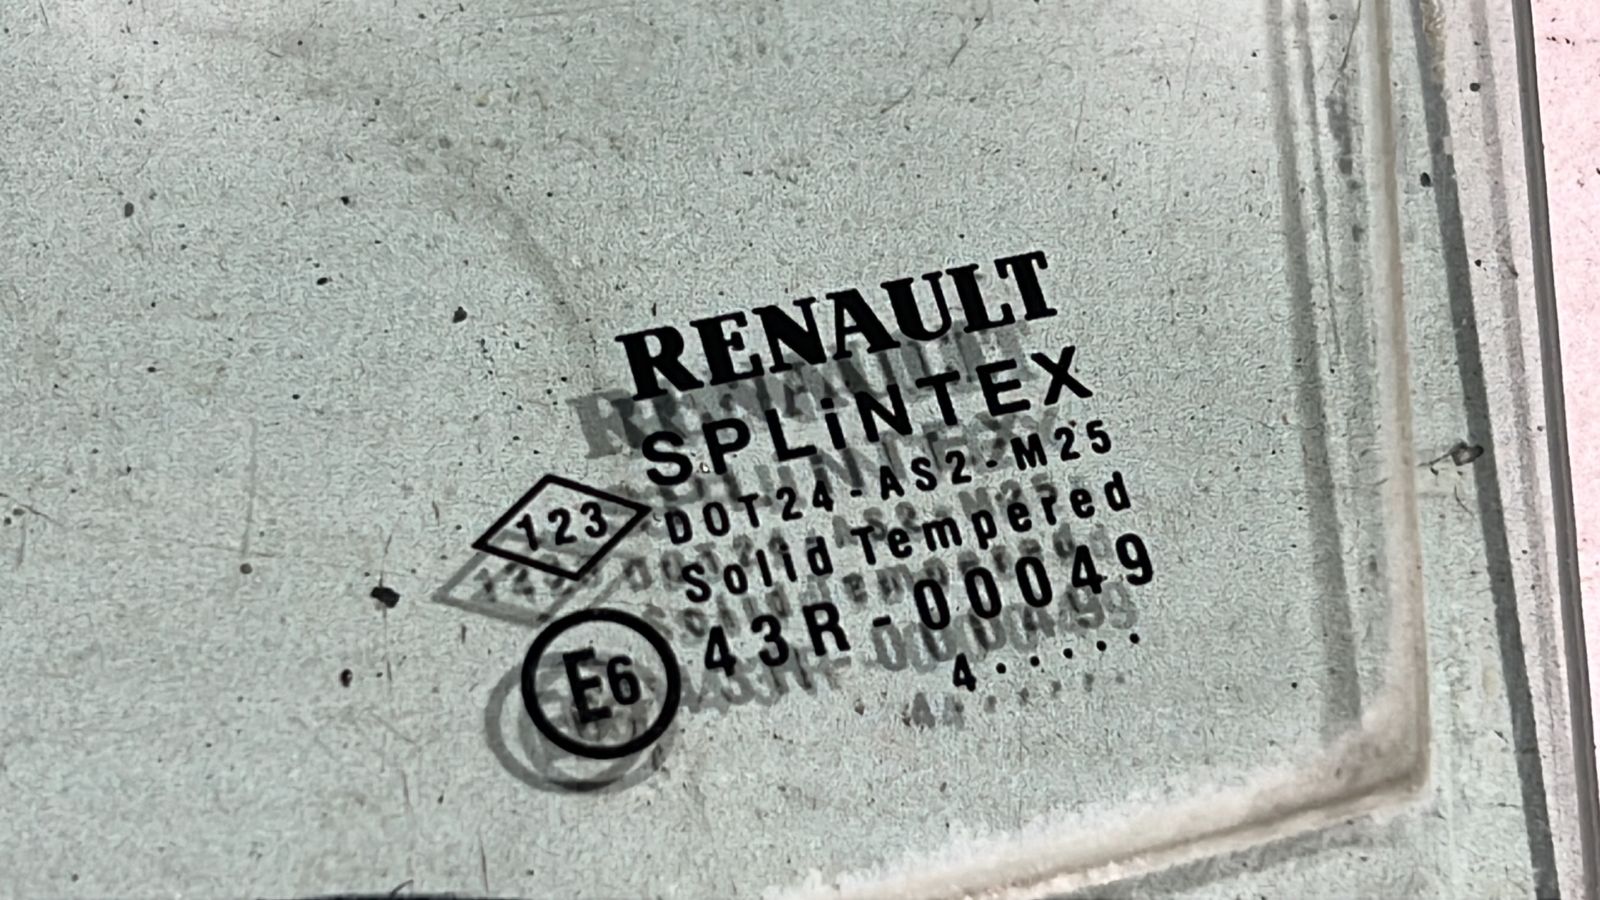 RENAULT
SPLiNTEX
DOT24-AS2-M25
123
Solid Tempered
E6 43R-00049
4·····